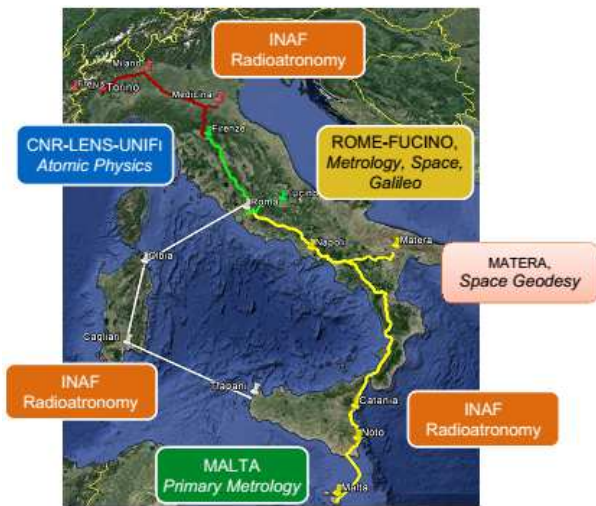 INAF
Radioatronomy
Milano
Torino
Medicina
Firenze
CNR-LENS-UNIFI
Atomic Physics
ROME-FUCINO,
Metrology, Space,
Galileo
Roma
Fucino
Napoli
Matera
MATERA,
Space Geodesy
Olbia
Cagliari
INAF
Radioatronomy
Trapani
Catania
INAF
Radioatronomy
Noto
MALTA
Primary Metrology
Malta